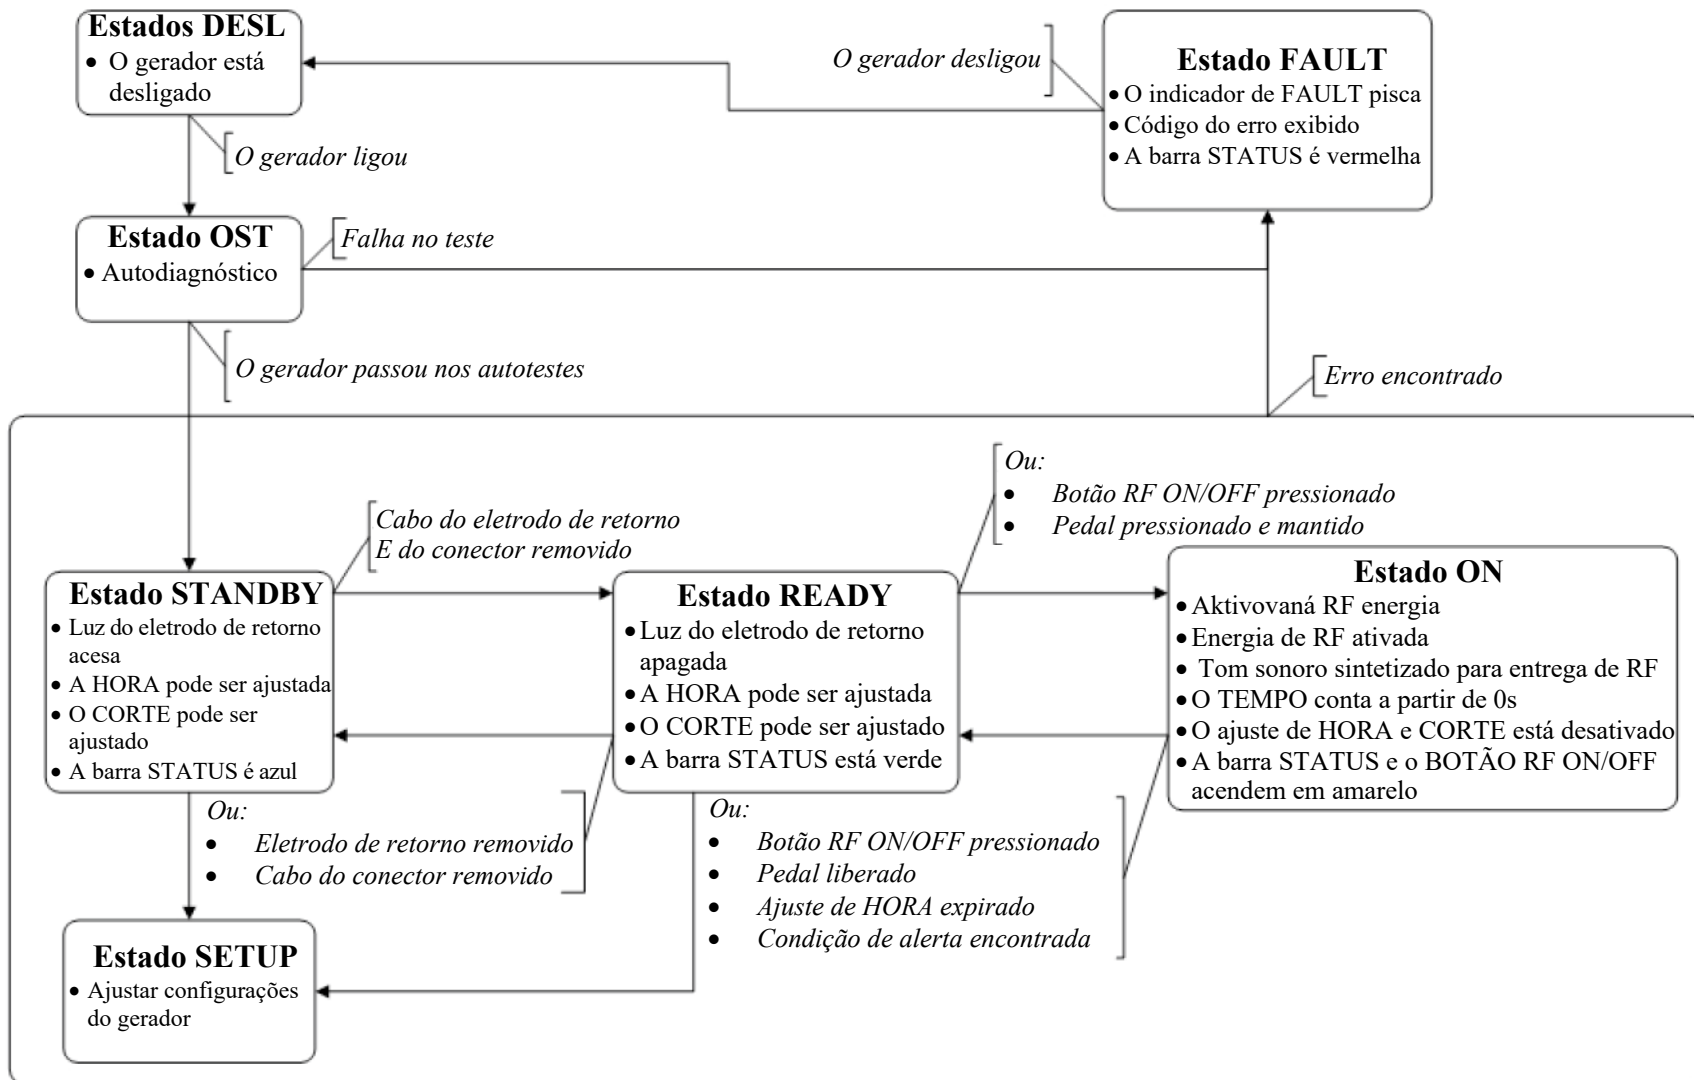 Estados DESL
• O gerador está
desligado
O gerador desligou
Estado FAULT
• O indicador de FAULT pisca
• Código do erro exibido
• A barra STATUS é vermelha
O gerador ligou
Estado OST
• Autodiagnóstico
Falha no teste
O gerador passou nos autotestes
Erro encontrado
Cabo do eletrodo de retorno
E do conector removido
Ou:
• Botão RF ON/OFF pressionado
• Pedal pressionado e mantido
Estado STANDBY
• Luz do eletrodo de retorno
acesa
• A HORA pode ser ajustada
• O CORTE pode ser
ajustado
• A barra STATUS é azul
Estado READY
• Luz do eletrodo de retorno
apagada
• A HORA pode ser ajustada
• O CORTE pode ser ajustado
• A barra STATUS está verde
Estado ON
• Aktivovaná RF energia
• Energia de RF ativada
• Tom sonoro sintetizado para entrega de RF
• O TEMPO conta a partir de 0s
• O ajuste de HORA e CORTE está desativado
• A barra STATUS e o BOTÃO RF ON/OFF
acendem em amarelo
Ou:
• Eletrodo de retorno removido
• Cabo do conector removido
Ou:
• Botão RF ON/OFF pressionado
• Pedal liberado
• Ajuste de HORA expirado
• Condição de alerta encontrada
Estado SETUP
• Ajustar configurações
do gerador